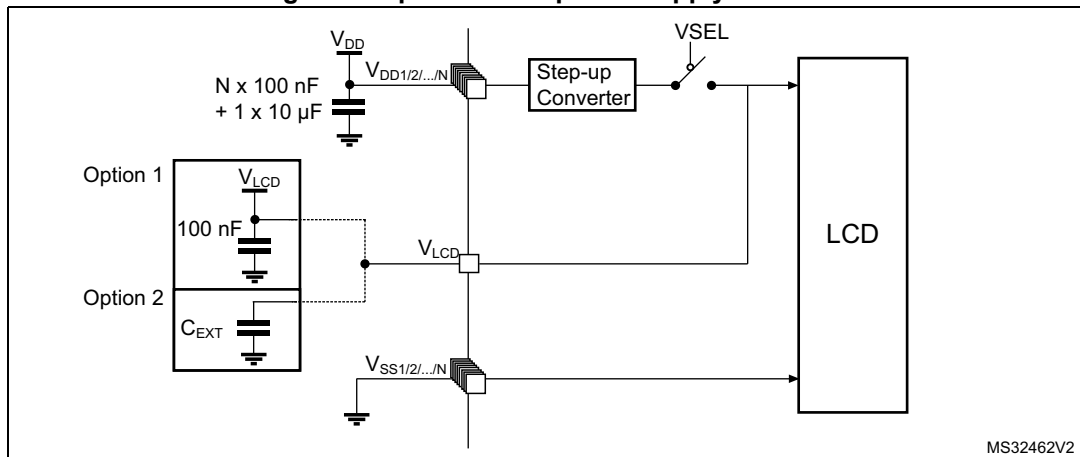 VSEL
VDD
VDD1/2/.../N
Step-up
Converter
N x 100 nF
+ 1 x 10 µF
Option 1
VLCD
100 nF
VLCD
LCD
Option 2
CEXT
VSS1/2/.../N
MS32462V2